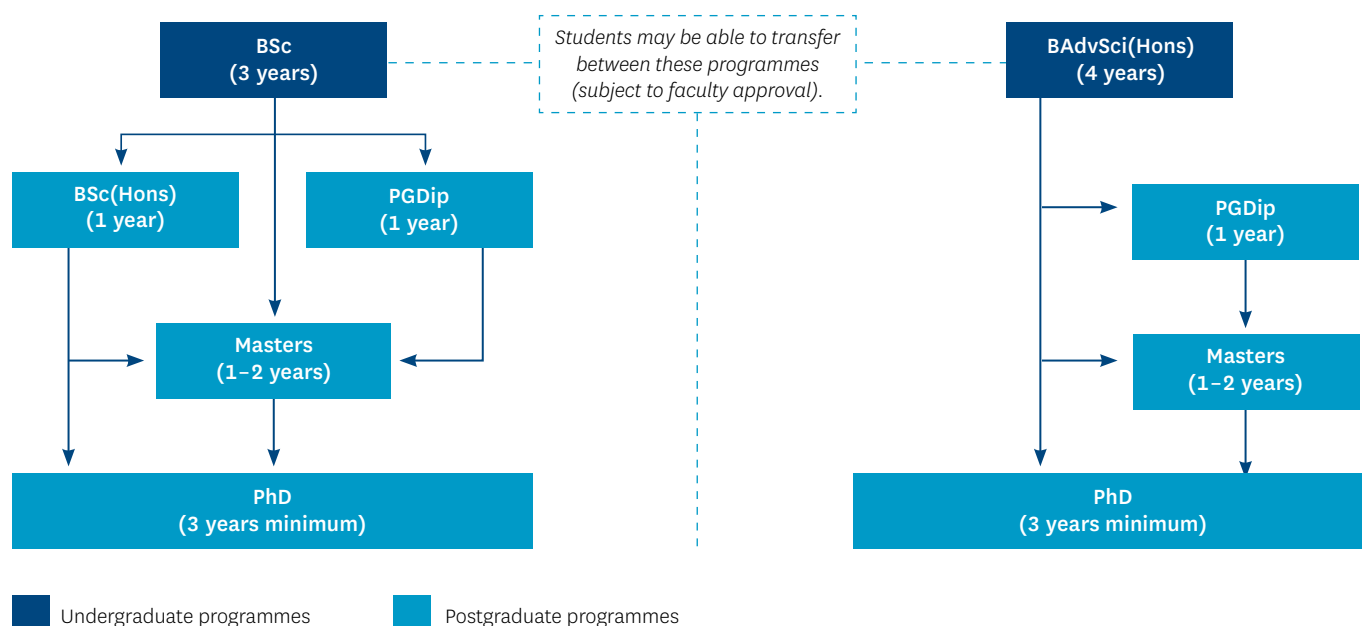 BSc
(3 years)
Students may be able to transfer
between these programmes
(subject to faculty approval).
BAdvSci(Hons)
(4 years)
BSc(Hons)
(1 year)
PGDip
(1 year)
PGDip
(1 year)
Masters
(1–2 years)
Masters
(1–2 years)
PhD
(3 years minimum)
PhD
(3 years minimum)
Undergraduate programmes
Postgraduate programmes